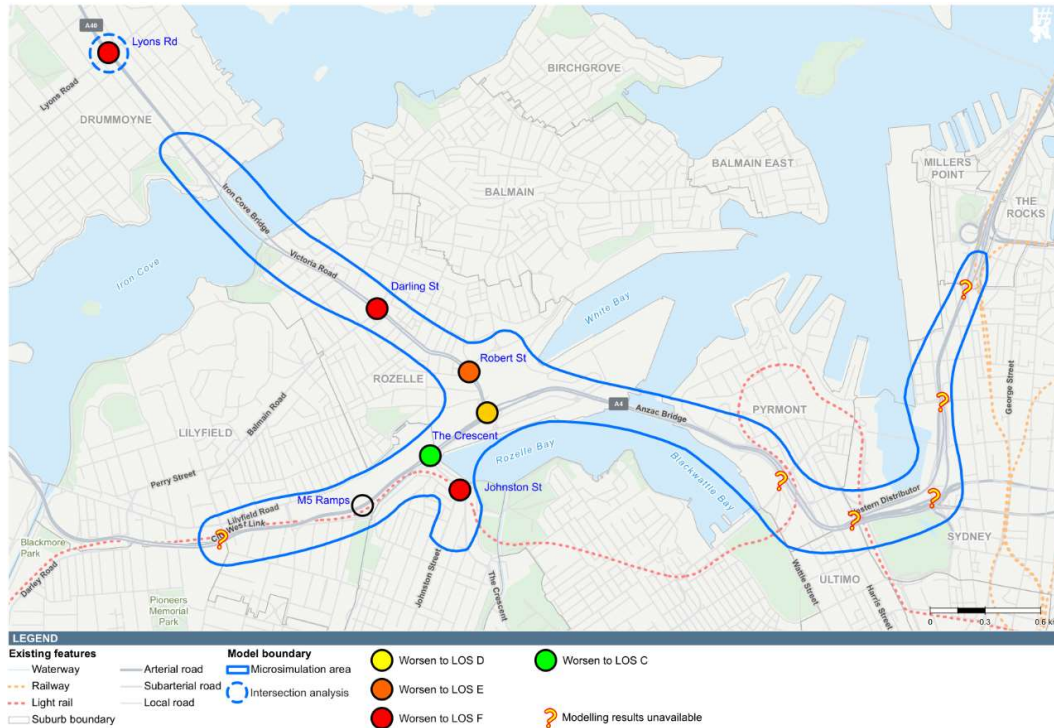 A40
Lyons Rd
Lyons Road
DRUMMOYNE
BIRCHGROVE
BALMAIN EAST
MILLERS
POINT
THE
ROCKS
BALMAIN
Iron Cove Bridge
Iron Cove
Victoria Road
Darling St
White Bay
Robert St
ROZELLE
George Street
A4
Anzac Bridge
PYRMONT
Balmain Road
LILYFIELD
The Crescent
Rozelle Bay
Blackwattle Bay
Perry Street
Johnston St
M5 Ramps
Lilyfield Road
City West Link
Western Distributor
SYDNEY
Blackmore
Park
Darley Road
Pioneers
Memorial
Park
Johnston Street
The Crescent
Wattle Street
ULTIMO
Harris Street
0 0.3 0.6
LEGEND
Existing features
Waterway
Railway
Light rail
Suburb boundary
Arterial road
Subarterial road
Local road
Model boundary
Microsimulation area
Intersection analysis
Worsen to LOS D
Worsen to LOS E
Worsen to LOS F
Worsen to LOS C
Modelling results unavailable